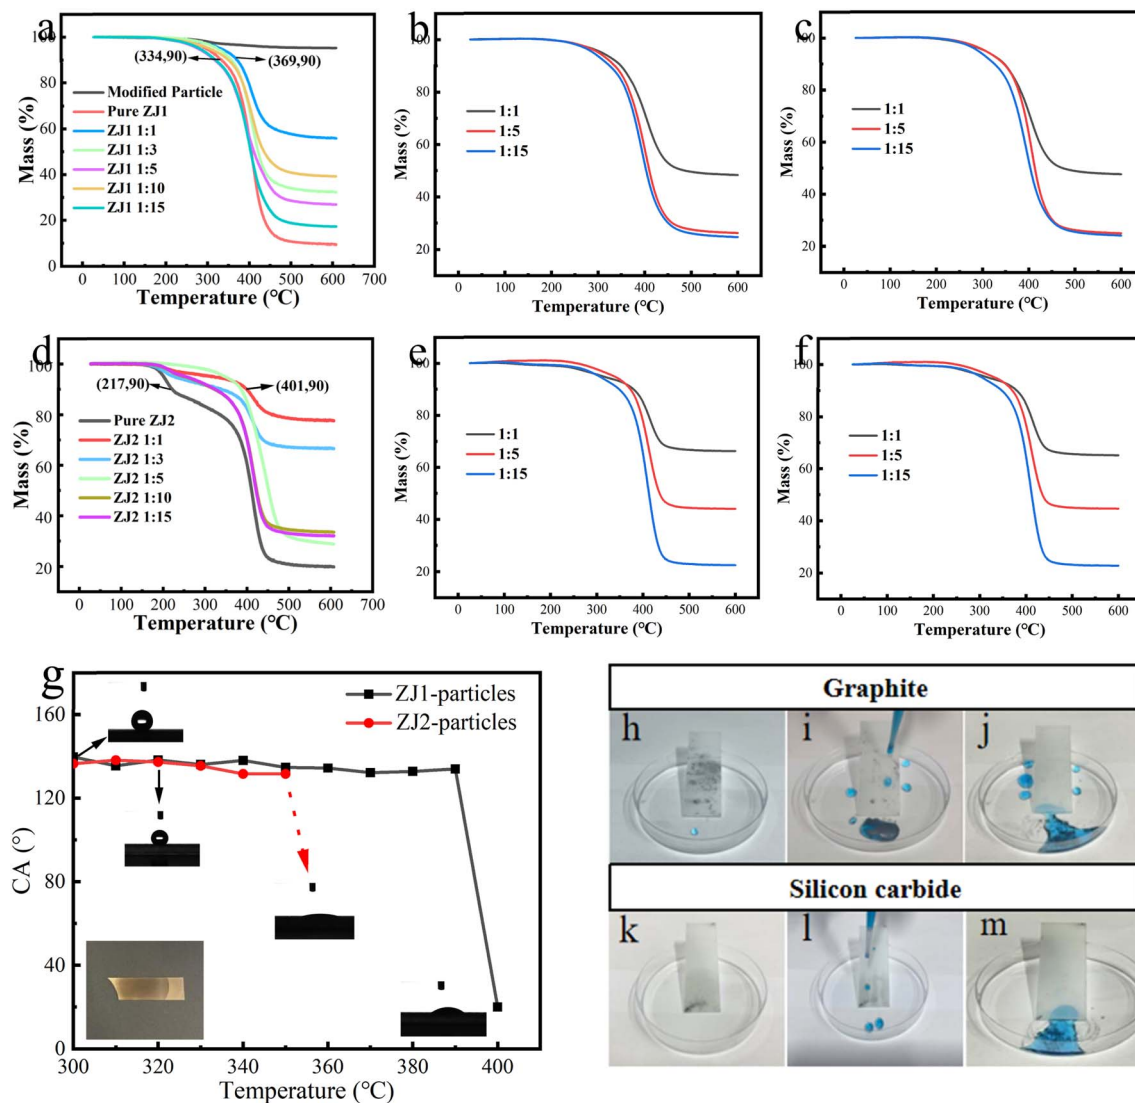 a
100
80
60
40
20
0
Mass (%)
(334,90)
(369,90)
Modified Particle
Pure ZJ1
ZJ1 1:1
ZJ1 1:3
ZJ1 1:5
ZJ1 1:10
ZJ1 1:15
0 100 200 300 400 500 600 700
Temperature (℃)
b
100
80
60
40
20
Mass (%)
1:1
1:5
1:15
0 100 200 300 400 500 600
Temperature (℃)
c
100
80
60
40
20
Mass (%)
1:1
1:5
1:15
0 100 200 300 400 500 600
Temperature (℃)
d
100
80
60
40
20
Mass (%)
(217,90)
(401,90)
Pure ZJ2
ZJ2 1:1
ZJ2 1:3
ZJ2 1:5
ZJ2 1:10
ZJ2 1:15
0 100 200 300 400 500 600 700
Temperature (℃)
e
100
80
60
40
20
Mass (%)
1:1
1:5
1:15
0 100 200 300 400 500 600
Temperature (℃)
f
100
80
60
40
20
Mass (%)
1:1
1:5
1:15
0 100 200 300 400 500 600
Temperature (℃)
g
160
120
80
40
0
CA (°)
ZJ1-particles
ZJ2-particles
300 320 340 360 380 400
Temperature (℃)
Graphite
h i j
Silicon carbide
k l m